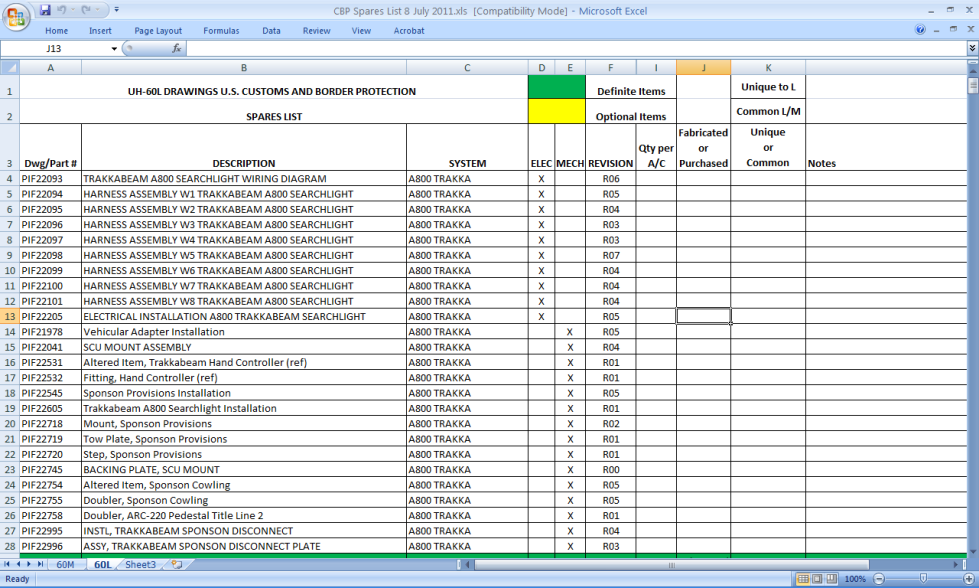 CBP Spares List 8 July 2011.xls [Compatibility Mode] - Microsoft Excel
Home Insert Page Layout Formulas Data Review View Acrobat
J13 fx
A B C D E F I J K
1 UH-60L DRAWINGS U.S. CUSTOMS AND BORDER PROTECTION Definite Items Unique to L
2 SPARES LIST Optional Items Common L/M
3 Dwg/Part # DESCRIPTION SYSTEM ELEC MECH REVISION Qty per A/C Fabricated or Purchased Unique or Common Notes
4 PIF22093 TRAKKABEAM A800 SEARCHLIGHT WIRING DIAGRAM A800 TRAKKA X R06
5 PIF22094 HARNESS ASSEMBLY W1 TRAKKABEAM A800 SEARCHLIGHT A800 TRAKKA X R05
6 PIF22095 HARNESS ASSEMBLY W2 TRAKKABEAM A800 SEARCHLIGHT A800 TRAKKA X R04
7 PIF22096 HARNESS ASSEMBLY W3 TRAKKABEAM A800 SEARCHLIGHT A800 TRAKKA X R03
8 PIF22097 HARNESS ASSEMBLY W4 TRAKKABEAM A800 SEARCHLIGHT A800 TRAKKA X R03
9 PIF22098 HARNESS ASSEMBLY W5 TRAKKABEAM A800 SEARCHLIGHT A800 TRAKKA X R07
10 PIF22099 HARNESS ASSEMBLY W6 TRAKKABEAM A800 SEARCHLIGHT A800 TRAKKA X R04
11 PIF22100 HARNESS ASSEMBLY W7 TRAKKABEAM A800 SEARCHLIGHT A800 TRAKKA X R04
12 PIF22101 HARNESS ASSEMBLY W8 TRAKKABEAM A800 SEARCHLIGHT A800 TRAKKA X R04
13 PIF22205 ELECTRICAL INSTALLATION A800 TRAKKABEAM SEARCHLIGHT A800 TRAKKA X R05
14 PIF21978 Vehicular Adapter Installation A800 TRAKKA X R05
15 PIF22041 SCU MOUNT ASSEMBLY A800 TRAKKA X R04
16 PIF22531 Altered Item, Trakkabeam Hand Controller (ref) A800 TRAKKA X R01
17 PIF22532 Fitting, Hand Controller (ref) A800 TRAKKA X R01
18 PIF22545 Sponson Provisions Installation A800 TRAKKA X R05
19 PIF22605 Trakkabeam A800 Searchlight Installation A800 TRAKKA X R01
20 PIF22718 Mount, Sponson Provisions A800 TRAKKA X R02
21 PIF22719 Tow Plate, Sponson Provisions A800 TRAKKA X R01
22 PIF22720 Step, Sponson Provisions A800 TRAKKA X R01
23 PIF22745 BACKING PLATE, SCU MOUNT A800 TRAKKA X R00
24 PIF22754 Altered Item, Sponson Cowling A800 TRAKKA X R05
25 PIF22755 Doubler, Sponson Cowling A800 TRAKKA X R05
26 PIF22758 Doubler, ARC-220 Pedestal Title Line 2 A800 TRAKKA X R01
27 PIF22995 INSTL, TRAKKABEAM SPONSON DISCONNECT A800 TRAKKA X R04
28 PIF22996 ASSY, TRAKKABEAM SPONSON DISCONNECT PLATE A800 TRAKKA X R03
60M 60L Sheet3
Ready 100%